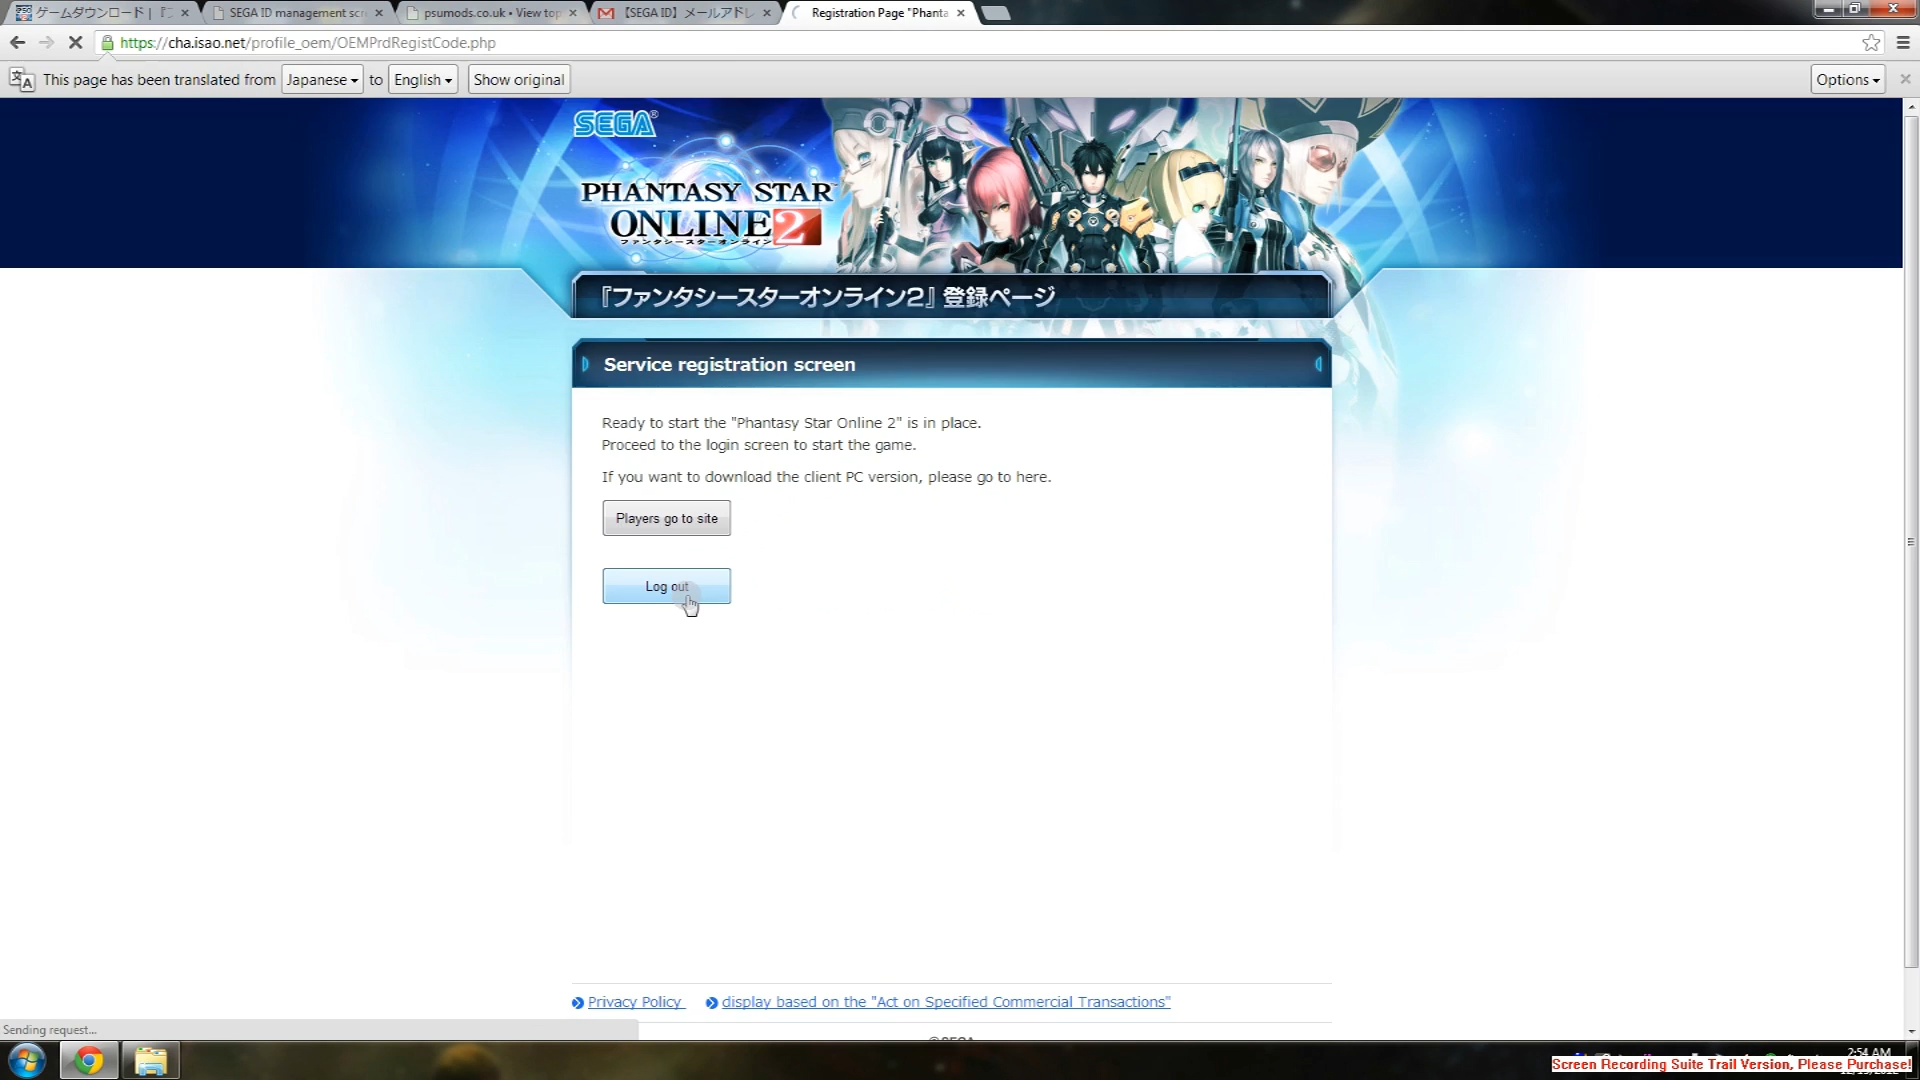 ゲームダウンロード |『フ
SEGA ID management scr
psumods.co.uk • View top
【SEGA ID】メールアドレ
Registration Page "Phanta
https://cha.isao.net/profile_oem/OEMPrdRegistCode.php
This page has been translated from Japanese to English Show original Options
SEGA®
PHANTASY STAR
ONLINE 2
ファンタシースターオンライン2
『ファンタシースターオンライン2』登録ページ
Service registration screen
Ready to start the "Phantasy Star Online 2" is in place.
Proceed to the login screen to start the game.
If you want to download the client PC version, please go to here.
Players go to site
Log out
Privacy Policy display based on the "Act on Specified Commercial Transactions"
©SEGA
Sending request...
2:54 AM
Screen Recording Suite Trail Version, Please Purchase!